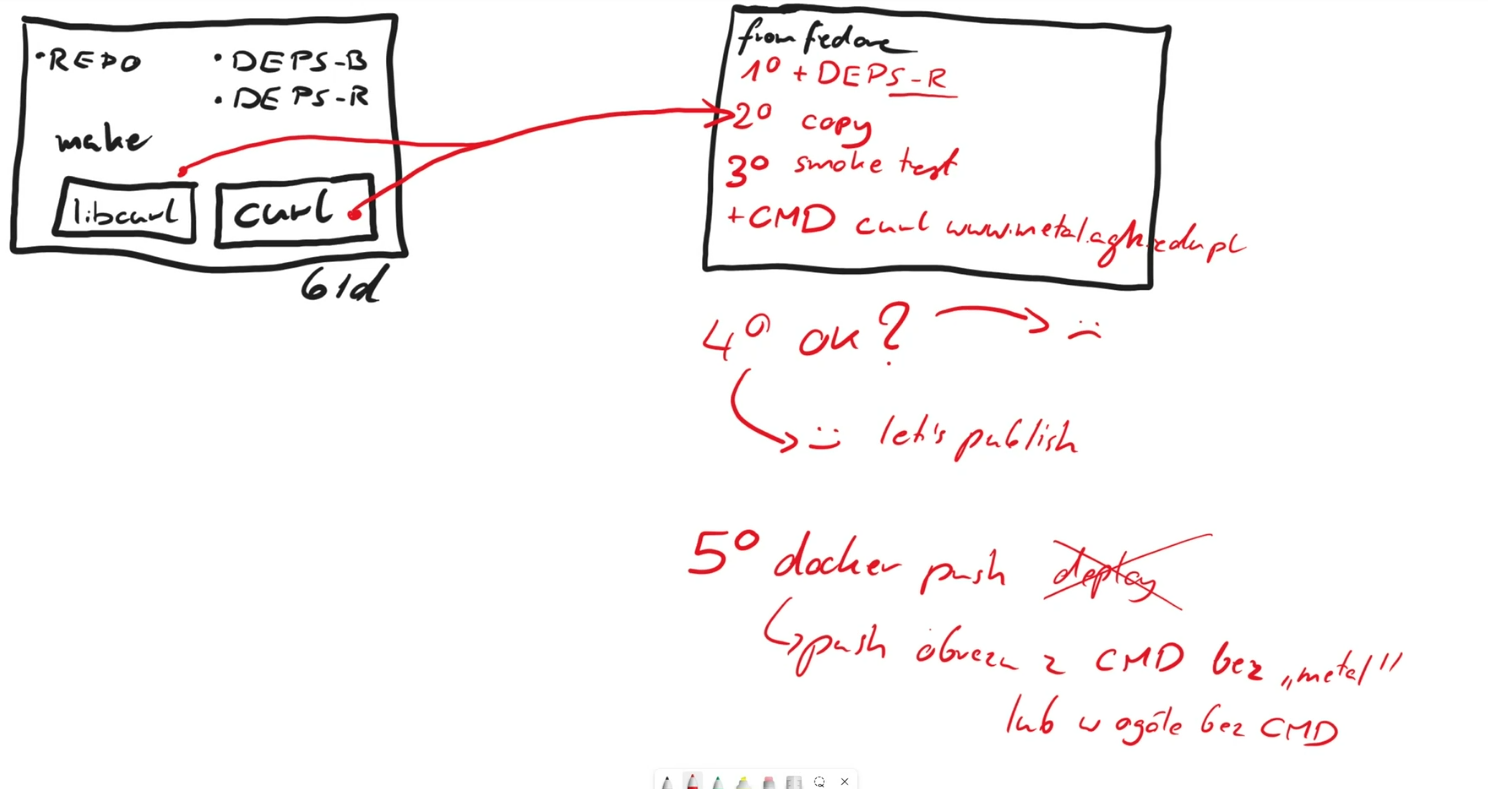 • REPO
• DEPS-B
• DEPS-R
make
libcurl
curl
bld
from fedora
1° + DEPS-R
2° copy
3° smoke test
+ CMD curl www.metal.agh.edu.pl
4° ok?
:(
:) let's publish
5° docker push deploy
push obrazu z CMD bez „metal”
lub w ogóle bez CMD